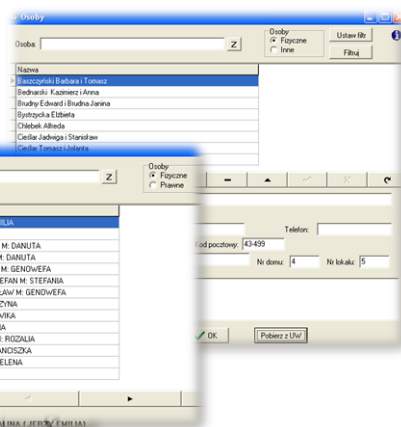 Osoby
Osoba:
Z
Osoby
Fizyczne
Inne
Ustaw filtr
Filtruj
Nazwa
Baszczyński Barbara i Tomasz
Bednarski Kazimierz i Anna
Brudny Edward i Brudna Janina
Bystrzycka Elżbieta
Chlebek Alfreda
Cieślar Jadwiga i Stanisław
Cieślar Tomasz i Jolanta
Telefon:
Kod pocztowy: 43-499
Nr domu: 4
Nr lokalu: 5
OK
Pobierz z UW
Z
Osoby
Fizyczne
Prawne
M: DANUTA
M: DANUTA
M: GENOWEFA
M: STEFANIA
M: GENOWEFA
ROZALIA